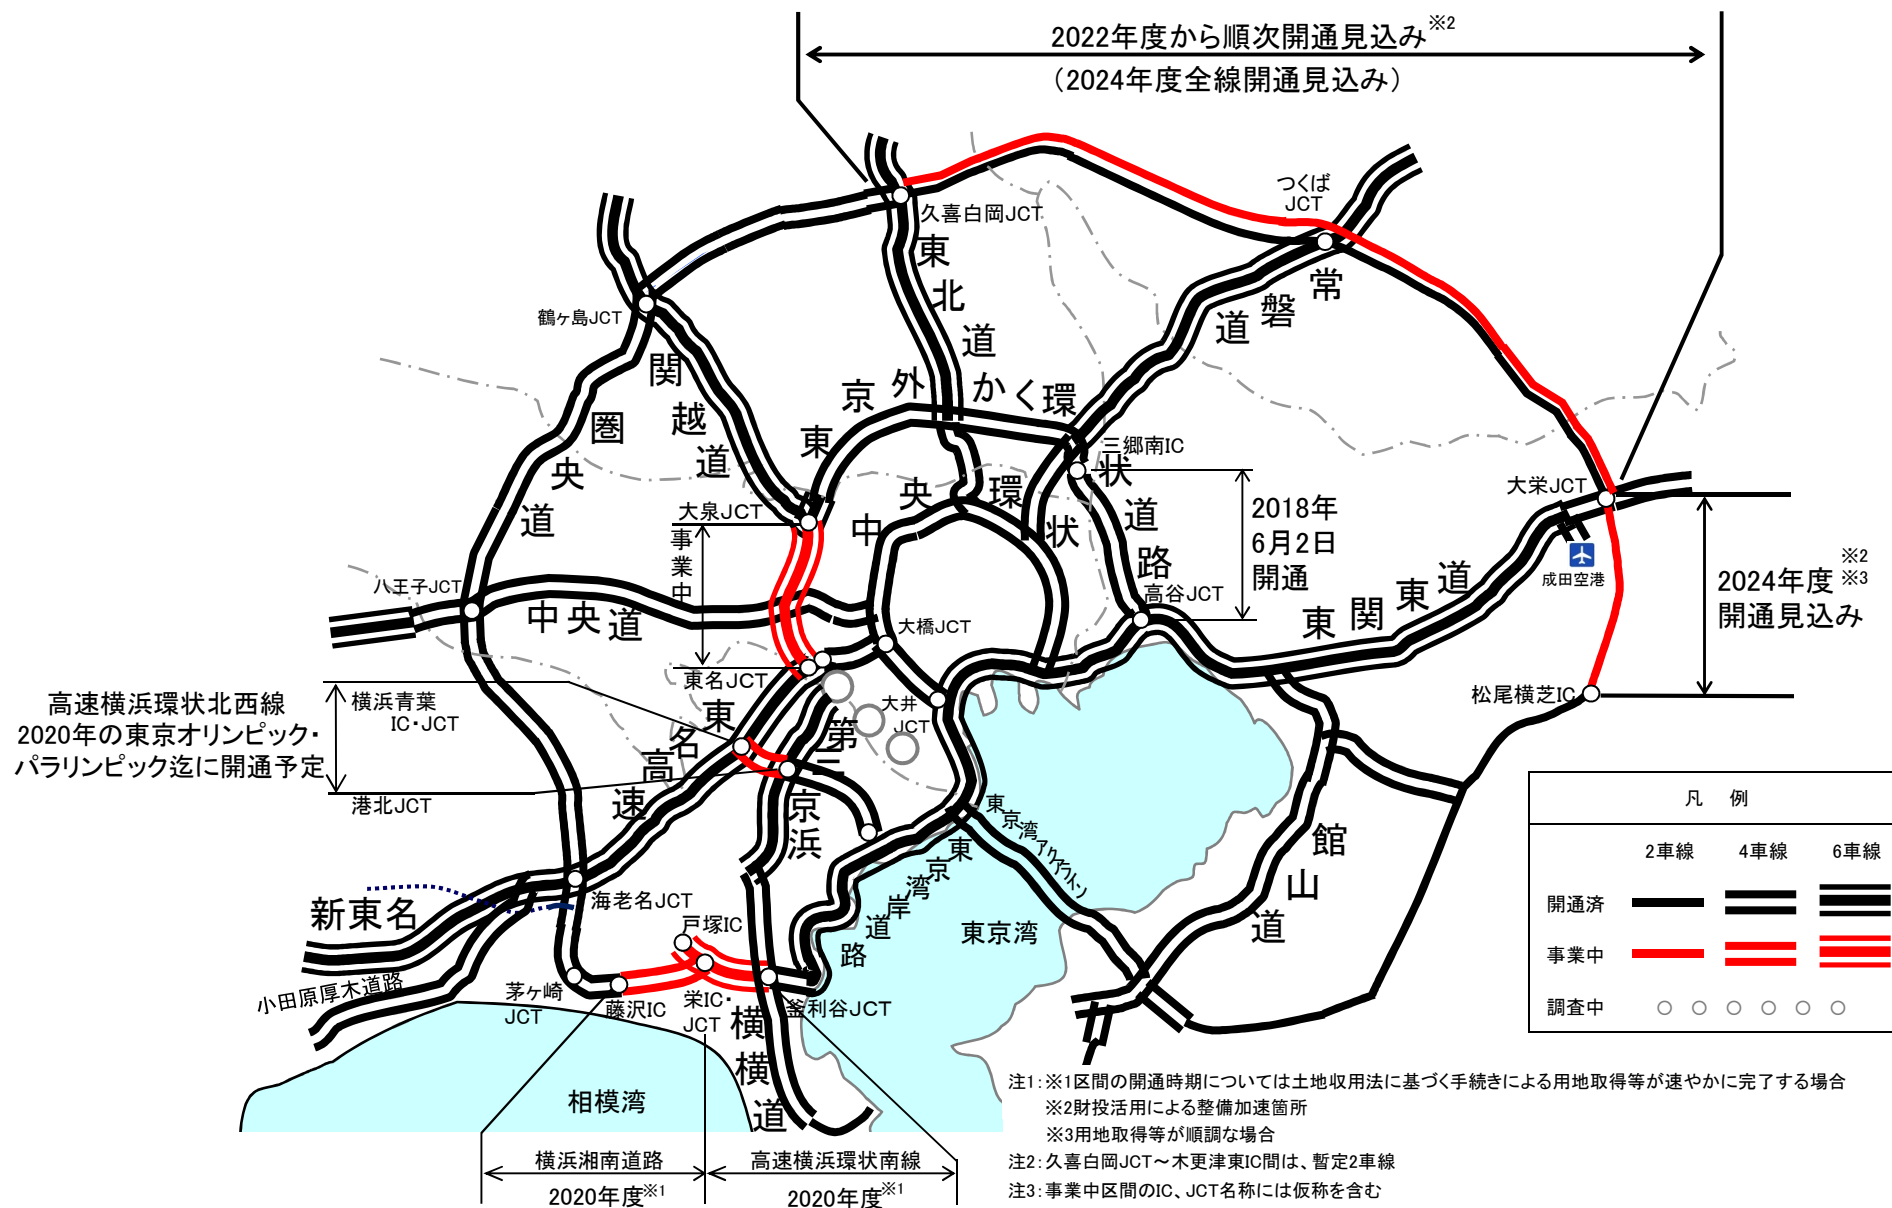 2022年度から順次開通見込み※2
（2024年度全線開通見込み）
つくば
JCT
久喜白岡JCT
東北道
常磐道
鶴ヶ島JCT
関越道
東京外かく環状道路
三郷南IC
圏央道
大泉JCT
事業中
中央環状
2018年
6月2日
開通
大栄JCT
成田空港
※2
※3
2024年度
開通見込み
八王子JCT
中央道
大橋JCT
高谷JCT
東関東道
東名JCT
松尾横芝IC
高速横浜環状北西線
2020年の東京オリンピック・
パラリンピック迄に開通予定
横浜青葉
IC・JCT
港北JCT
東名高速
第三京浜
大井
JCT
東京湾アクアライン
東京湾岸道路
東京湾
館山道
新東名
海老名JCT
戸塚IC
小田原厚木道路
茅ヶ崎
JCT
藤沢IC
栄IC・
JCT
釜利谷JCT
横横道
相模湾
横浜湘南道路
2020年度※1
高速横浜環状南線
2020年度※1
凡 例
2車線 4車線 6車線
開通済
事業中
調査中
注1：※1区間の開通時期については土地収用法に基づく手続きによる用地取得等が速やかに完了する場合
※2財投活用による整備加速箇所
※3用地取得等が順調な場合
注2：久喜白岡JCT～木更津東IC間は、暫定2車線
注3：事業中区間のIC、JCT名称には仮称を含む